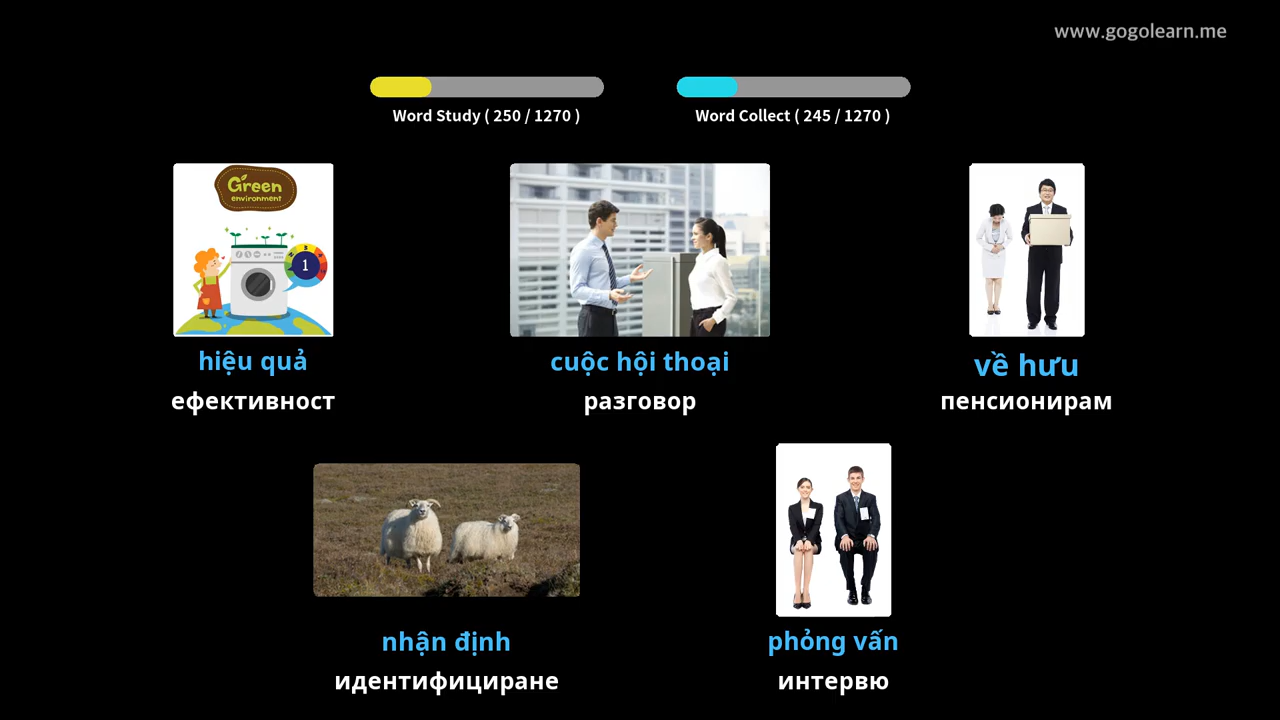 www.gogolearn.me
Word Study ( 250 / 1270 )
Word Collect ( 245 / 1270 )
Green
environment
1
hiệu quả
ефективност
cuộc hội thoại
разговор
về hưu
пенсионирам
nhận định
идентифициране
phỏng vấn
интервю